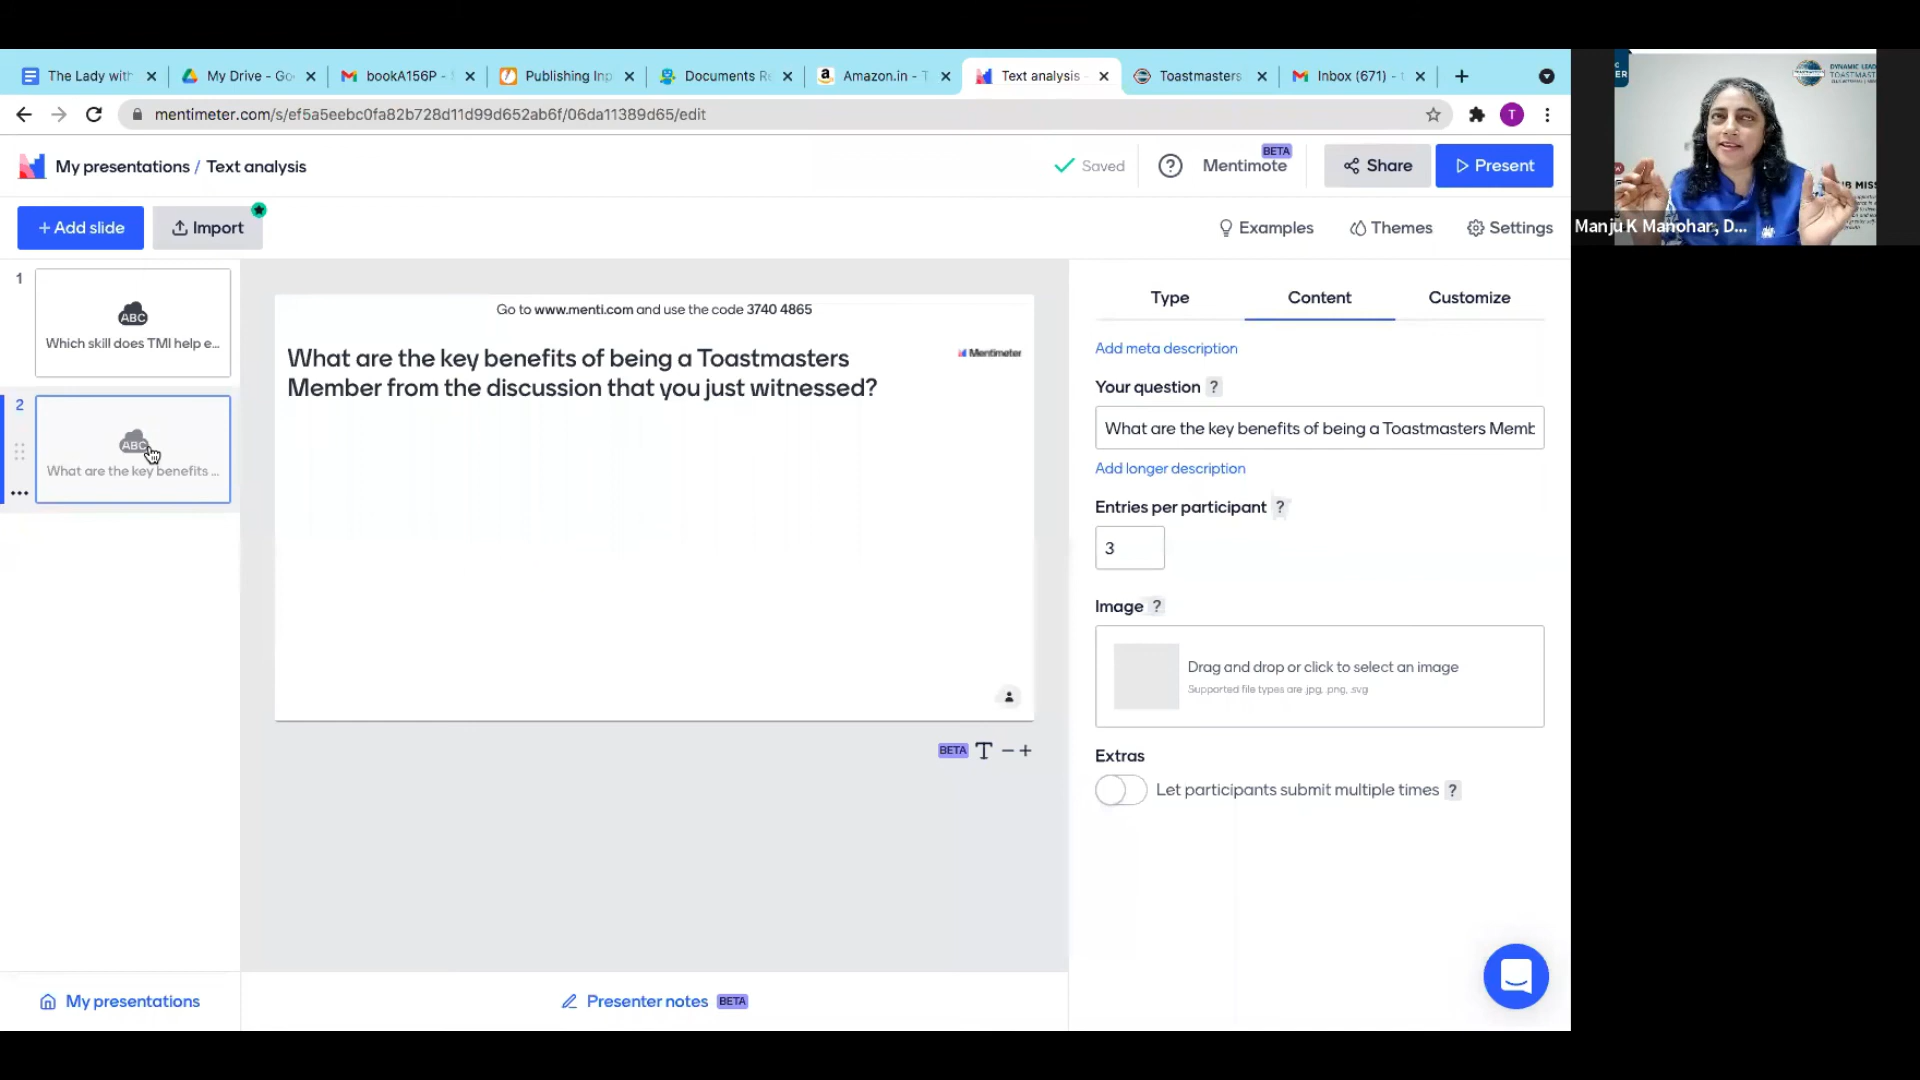 The Lady with
My Drive - Go
bookA156P -
Publishing Inp
Documents Re
Amazon.in - T
Text analysis -
Toastmasters
Inbox (671) - t
mentimeter.com/s/ef5a5eebc0fa82b728d11d99d652ab6f/06da11389d65/edit
T
My presentations / Text analysis
Saved
Mentimote
BETA
Share
Present
+ Add slide
Import
Examples
Themes
Settings
1
ABC
Which skill does TMI help e...
2
ABC
What are the key benefits ...
Go to www.menti.com and use the code 3740 4865
What are the key benefits of being a Toastmasters
Member from the discussion that you just witnessed?
Mentimeter
BETA T − +
Type
Content
Customize
Add meta description
Your question ?
What are the key benefits of being a Toastmasters Memb
Add longer description
Entries per participant ?
3
Image ?
Drag and drop or click to select an image
Supported file types are jpg, png, svg
Extras
Let participants submit multiple times ?
My presentations
Presenter notes BETA
DYNAMIC LEAD
TOASTMAST
Manju K Manohar, D...